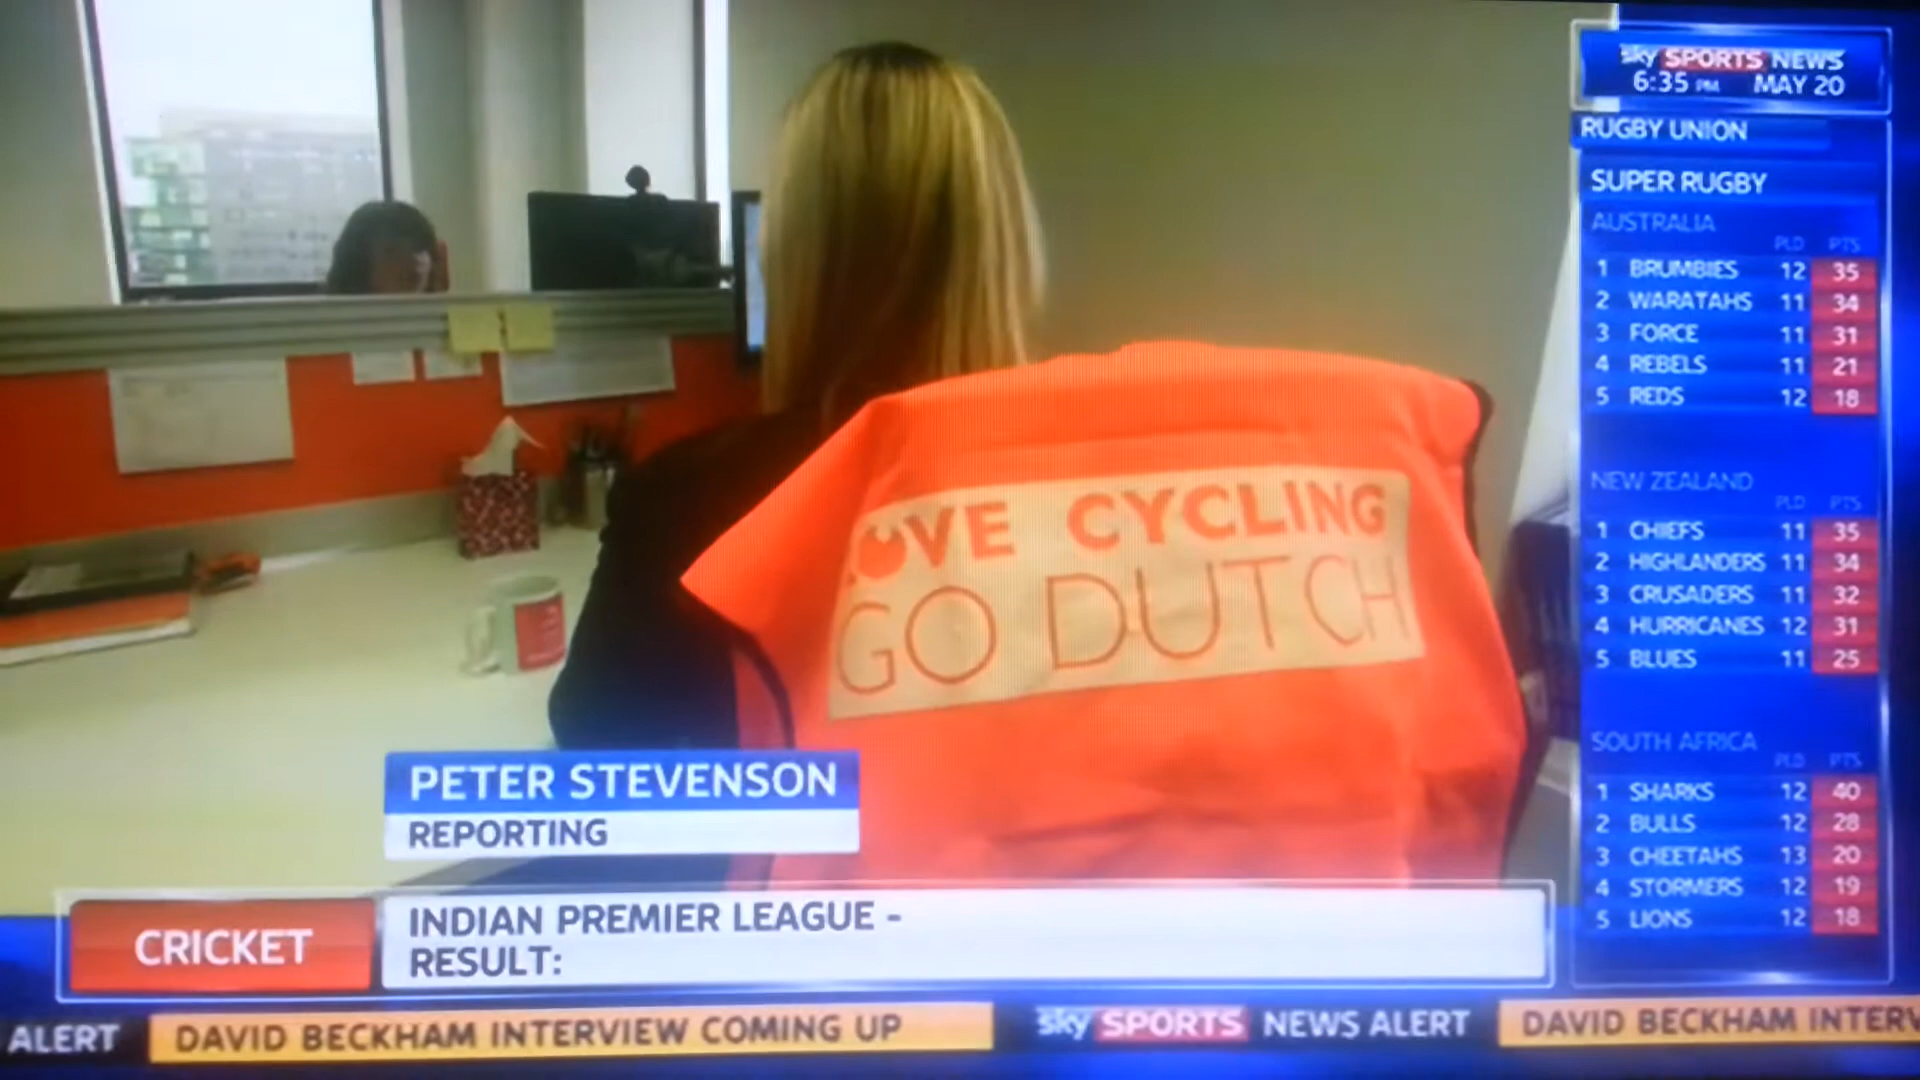 sky SPORTS NEWS
6:35 PM MAY 20
RUGBY UNION
SUPER RUGBY
AUSTRALIA
PLD PTS
1 BRUMBIES 12 35
2 WARATAHS 11 34
3 FORCE 11 31
4 REBELS 11 21
5 REDS 12 18
NEW ZEALAND
PLD PTS
1 CHIEFS 11 35
2 HIGHLANDERS 11 34
3 CRUSADERS 11 32
4 HURRICANES 12 31
5 BLUES 11 25
SOUTH AFRICA
PLD PTS
1 SHARKS 12 40
2 BULLS 12 28
3 CHEETAHS 13 20
4 STORMERS 12 19
5 LIONS 12 18
LOVE CYCLING
GO DUTCH
PETER STEVENSON
REPORTING
CRICKET
INDIAN PREMIER LEAGUE -
RESULT:
ALERT DAVID BECKHAM INTERVIEW COMING UP sky SPORTS NEWS ALERT DAVID BECKHAM INTERV